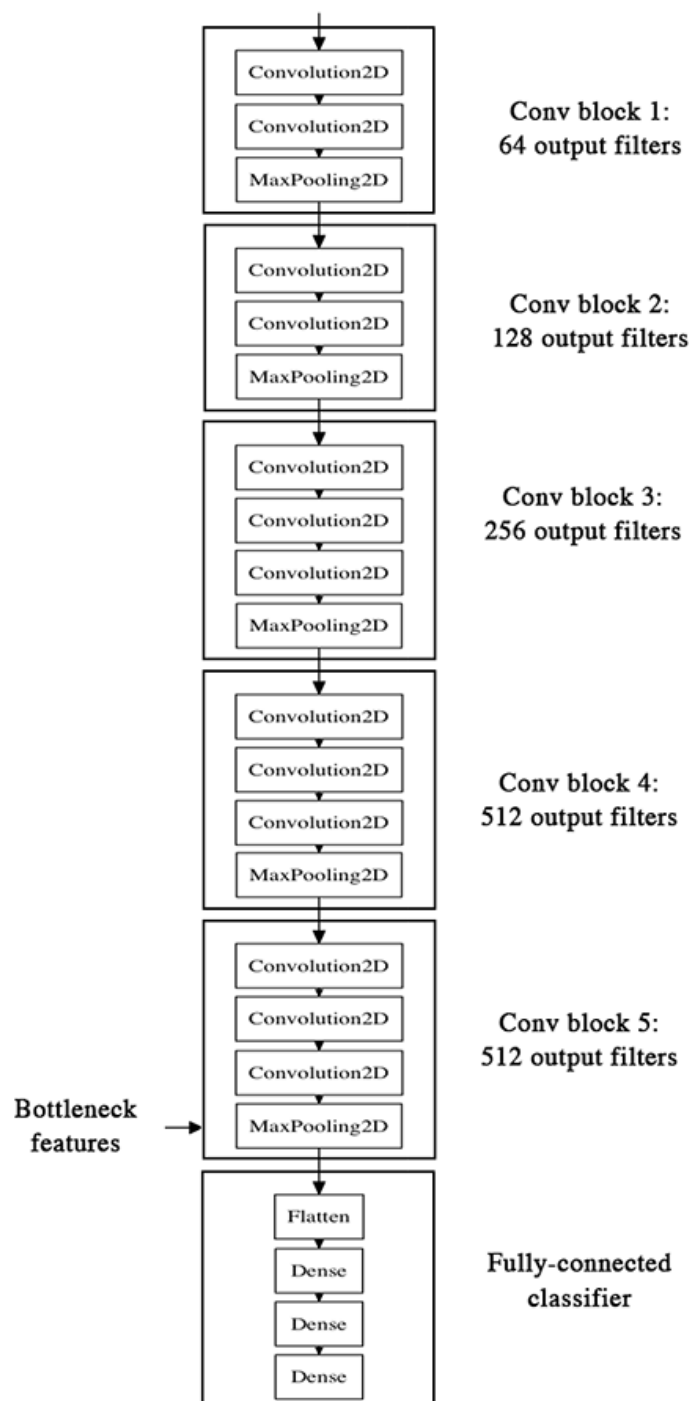 Convolution2D
Convolution2D
MaxPooling2D
Conv block 1:
64 output filters
Convolution2D
Convolution2D
MaxPooling2D
Conv block 2:
128 output filters
Convolution2D
Convolution2D
Convolution2D
MaxPooling2D
Conv block 3:
256 output filters
Convolution2D
Convolution2D
Convolution2D
MaxPooling2D
Conv block 4:
512 output filters
Convolution2D
Convolution2D
Convolution2D
MaxPooling2D
Conv block 5:
512 output filters
Bottleneck
features
Flatten
Dense
Dense
Dense
Fully-connected
classifier